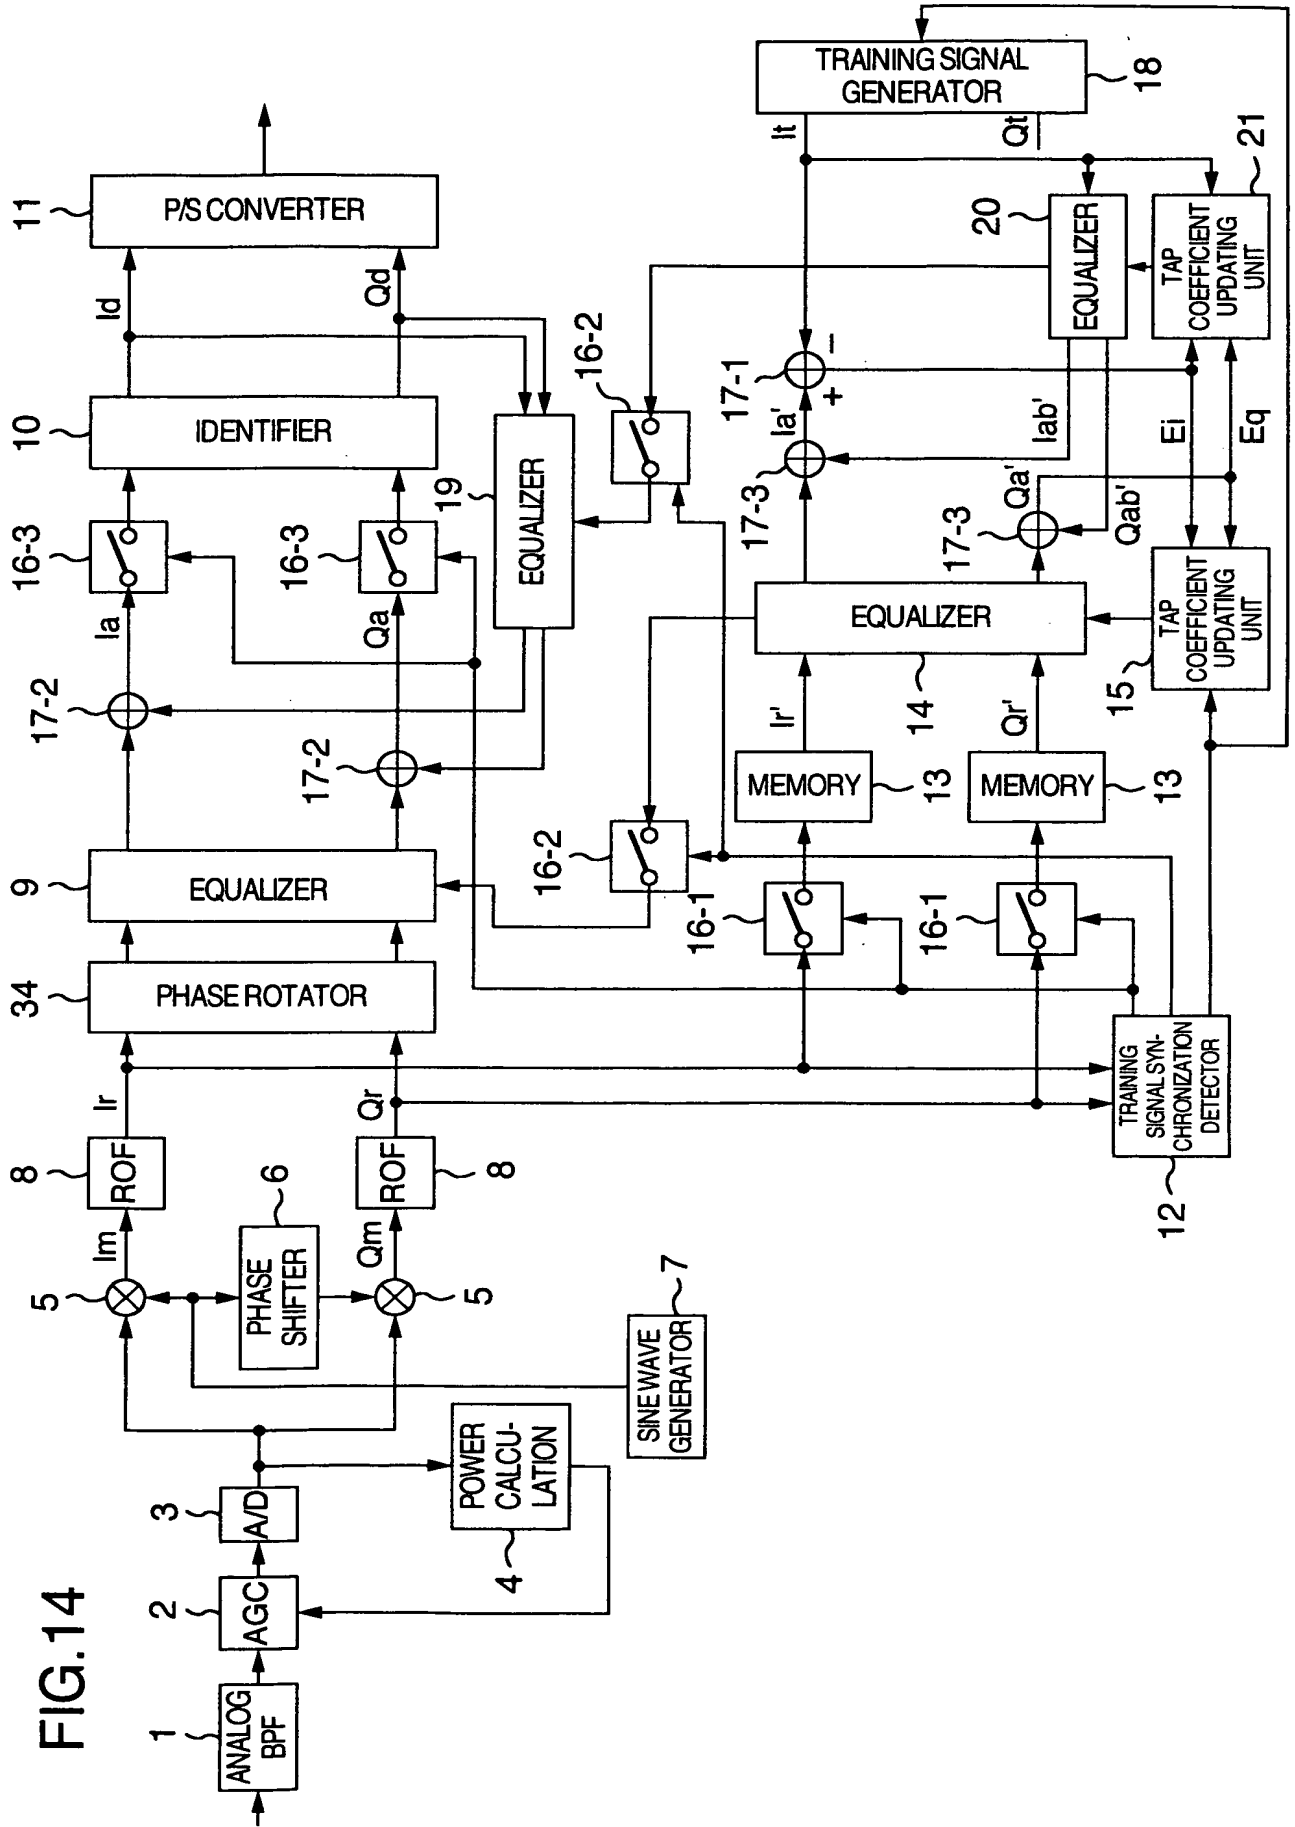 FIG.14
1
ANALOG
BPF
2
AGC
3
A/D
4
POWER
CALCU-
LATION
5
Im
6
PHASE
SHIFTER
5
Qm
7
SINE WAVE
GENERATOR
8
ROF
Ir
8
ROF
Qr
34
PHASE ROTATOR
9
EQUALIZER
17-2
Ia
17-2
Qa
16-3
16-3
10
IDENTIFIER
Id
Qd
11
P/S CONVERTER
19
EQUALIZER
16-2
16-2
12
TRAINING
SIGNAL SYN-
CHRONIZATION
DETECTOR
16-1
16-1
MEMORY
13
MEMORY
13
Ir'
Qr'
14
EQUALIZER
15
TAP
COEFFICIENT
UPDATING
UNIT
17-3
Ia'
17-3
Qa'
Qab'
Iab'
17-1
+
−
Ei
Eq
20
EQUALIZER
21
TAP
COEFFICIENT
UPDATING
UNIT
It
Qt
TRAINING SIGNAL
GENERATOR
18